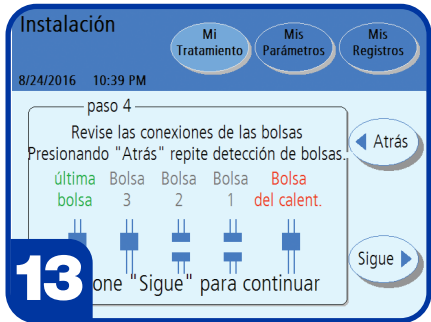 Instalación
Mi
Tratamiento
Mis
Parámetros
Mis
Registros
8/24/2016 10:39 PM
paso 4
Revise las conexiones de las bolsas
Presionando "Atrás" repite detección de bolsas.
Atrás
última
bolsa
Bolsa
3
Bolsa
2
Bolsa
1
Bolsa
del calent.
Sigue
13
one "Sigue" para continuar